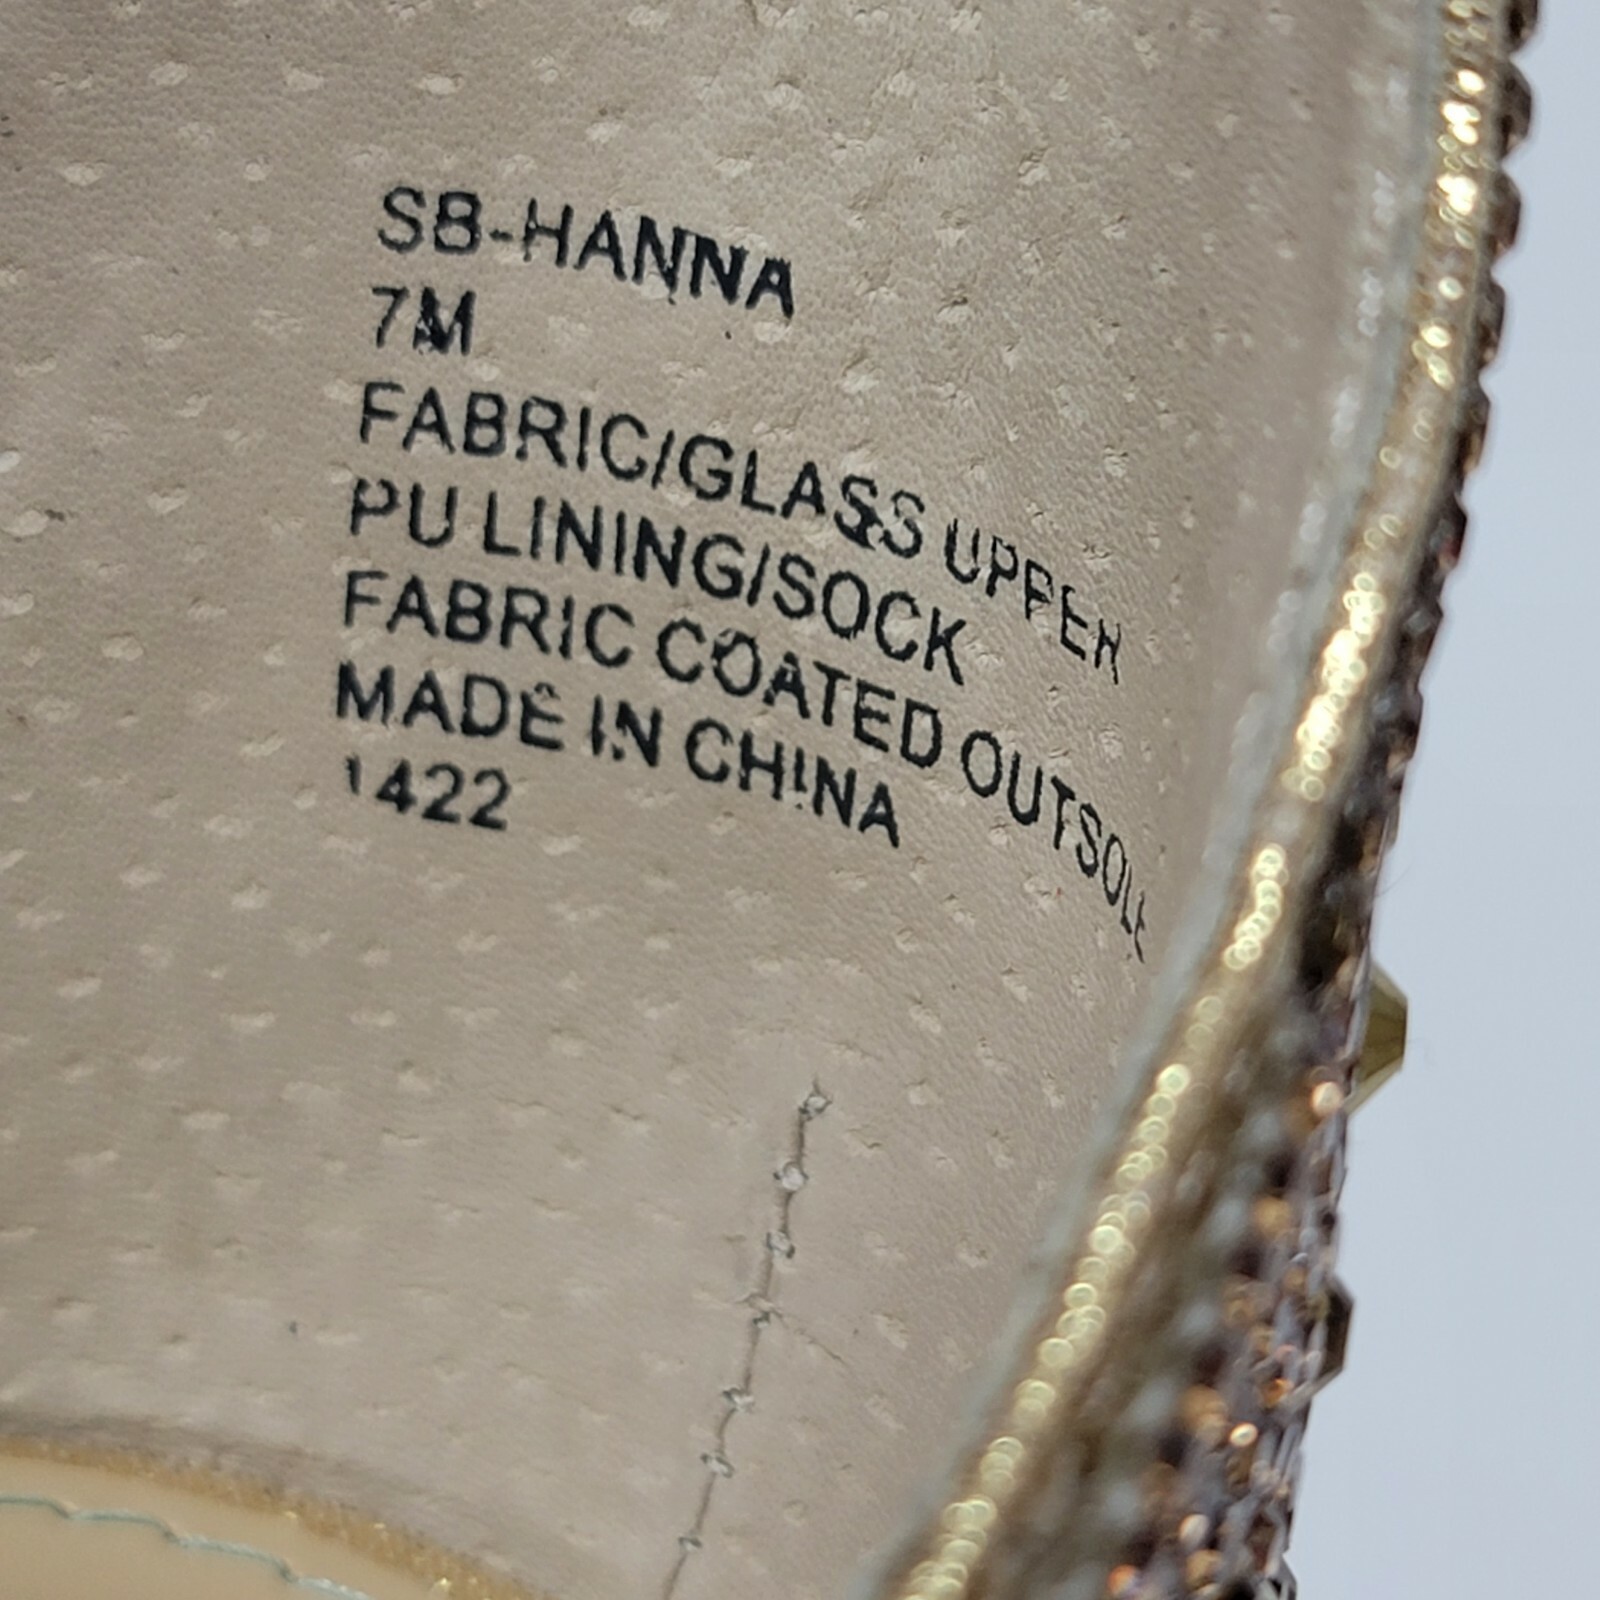 SB-HANNA
7M
FABRIC/GLASS UPPER
PU LINING/SOCK
FABRIC COATED OUTSOLE
MADE IN CHINA
1422